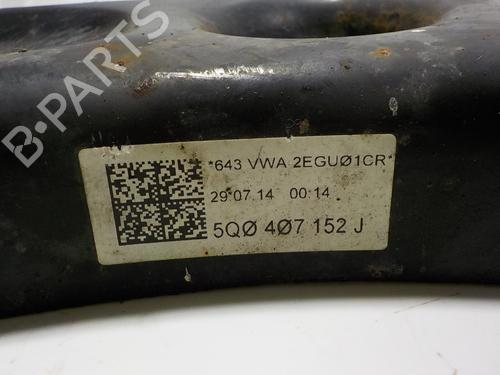 B-PARTS
*643 VWA 2EGUØ1CR*
29.07.14 00:14
5QØ 4Ø7 152 J